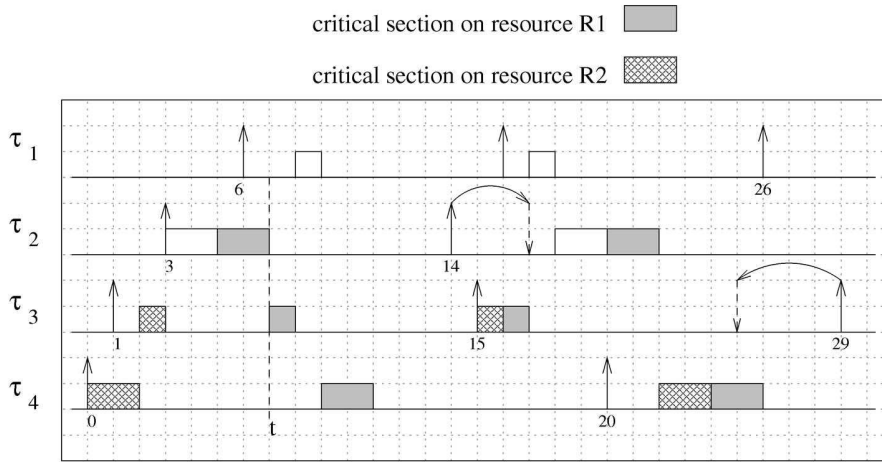 critical section on resource R1
critical section on resource R2
τ1
6
26
τ2
3
14
τ3
1
15
29
τ4
0
t
20